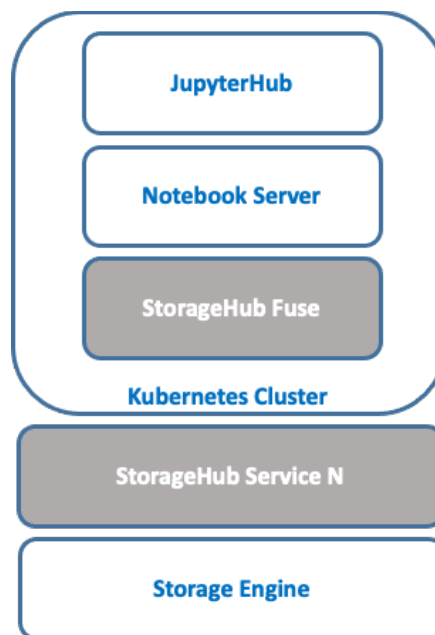 JupyterHub
Notebook Server
StorageHub Fuse
Kubernetes Cluster
StorageHub Service N
Storage Engine